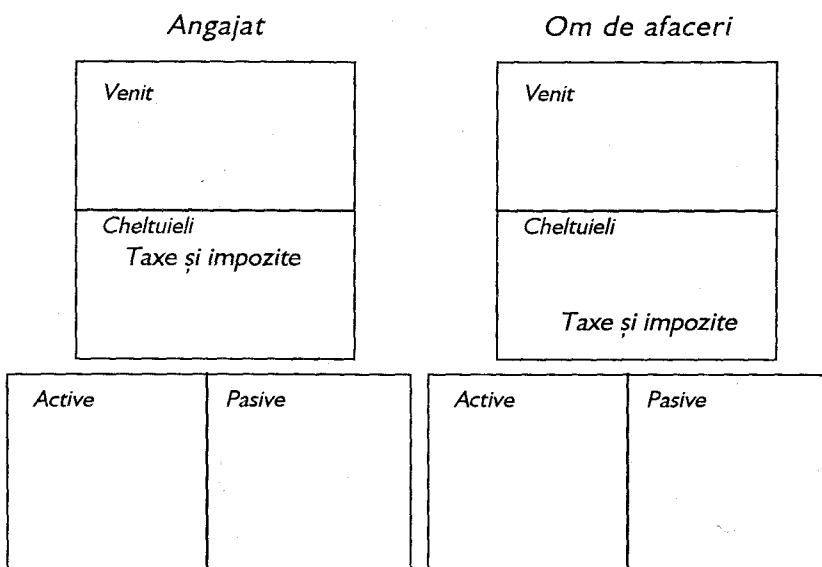 Angajat
Venit
Cheltuieli
Taxe și impozite
Active
Pasive
Om de afaceri
Venit
Cheltuieli
Taxe și impozite
Active
Pasive